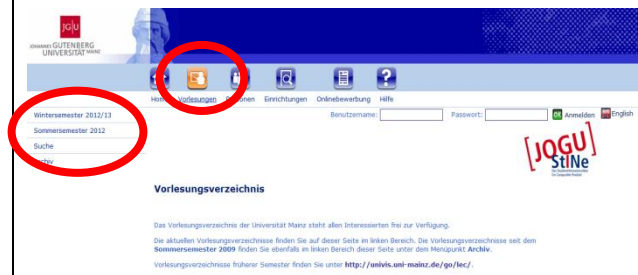 JG|U
JOHANNES GUTENBERG
UNIVERSITÄT MAINZ
Home Vorlesungen Personen Einrichtungen Onlinebewerbung Hilfe
Benutzername: Passwort: OK Anmelden English
Wintersemester 2012/13
Sommersemester 2012
Suche
Archiv
[JOGU]
StINe
Vorlesungsverzeichnis
Das Vorlesungsverzeichnis der Universität Mainz steht allen Interessierten frei zur Verfügung.
Die aktuellen Vorlesungsverzeichnisse finden Sie auf dieser Seite im linken Bereich. Die Vorlesungsverzeichnisse seit dem
Sommersemester 2009 finden Sie ebenfalls im linken Bereich dieser Seite unter dem Menüpunkt Archiv.
Vorlesungsverzeichnisse früherer Semester finden Sie unter http://univis.uni-mainz.de/go/lec/.